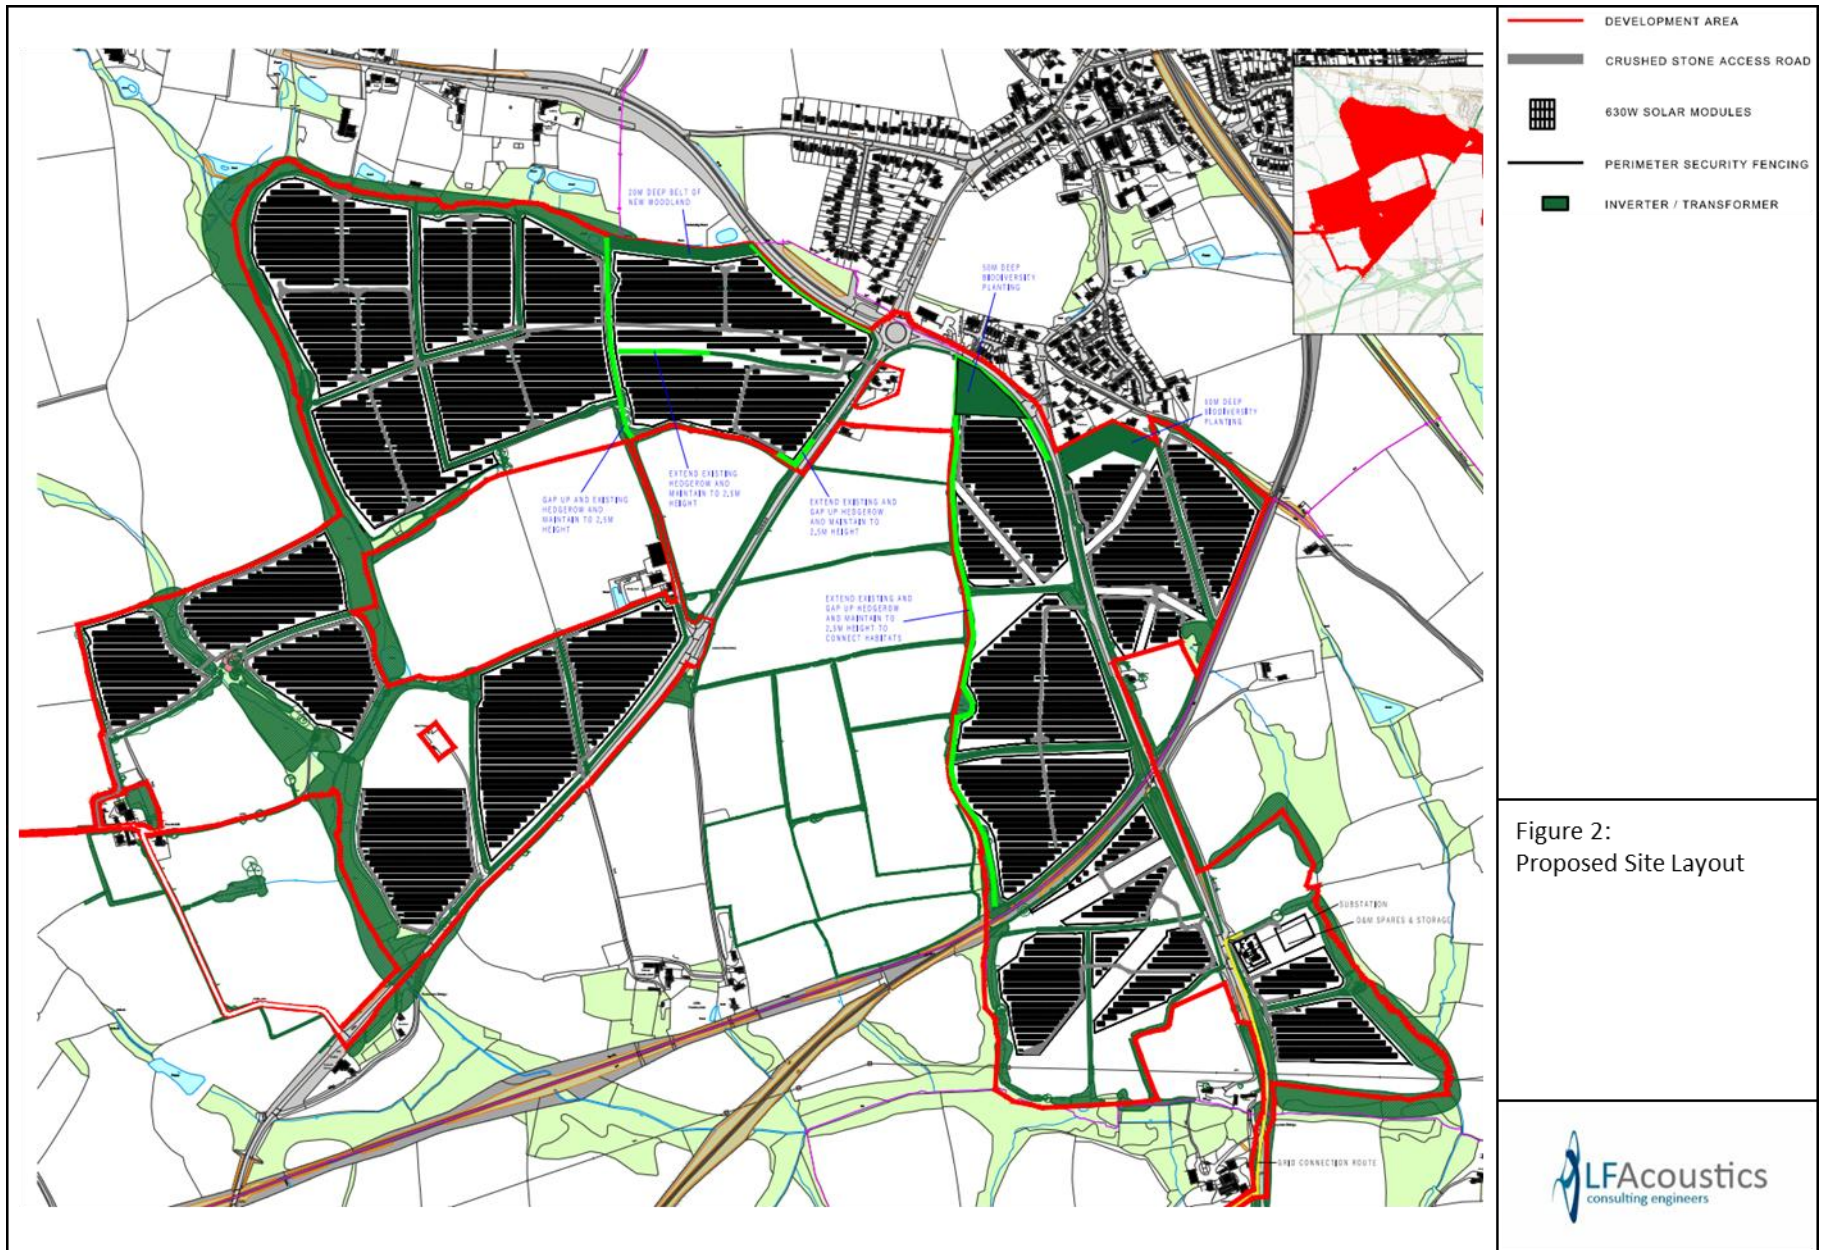 DEVELOPMENT AREA
CRUSHED STONE ACCESS ROAD
630W SOLAR MODULES
PERIMETER SECURITY FENCING
INVERTER / TRANSFORMER
20M DEEP BELT OF
NEW WOODLAND
50M DEEP
BIODIVERSITY
PLANTING
50M DEEP
BIODIVERSITY
PLANTING
GAP UP AND EXISTING
HEDGEROW AND
MAINTAIN TO 2.5M
HEIGHT
EXTEND EXISTING
HEDGEROW AND
MAINTAIN TO 2.5M
HEIGHT
EXTEND EXISTING AND
GAP UP HEDGEROW
AND MAINTAIN TO
2.5M HEIGHT
EXTEND EXISTING AND
GAP UP HEDGEROW
AND MAINTAIN TO
2.5M HEIGHT TO
CONNECT HABITATS
SUBSTATION
O&M SPARES & STORAGE
GRID CONNECTION ROUTE
Figure 2:
Proposed Site Layout
LFAcoustics
consulting engineers